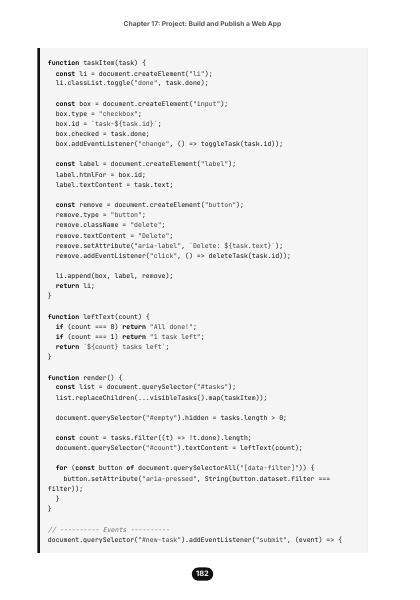 Chapter 17: Project: Build and Publish a Web App
function taskItem(task) {
  const li = document.createElement("li");
  li.classList.toggle("done", task.done);

  const box = document.createElement("input");
  box.type = "checkbox";
  box.id = `task-${task.id}`;
  box.checked = task.done;
  box.addEventListener("change", () => toggleTask(task.id));

  const label = document.createElement("label");
  label.htmlFor = box.id;
  label.textContent = task.text;

  const remove = document.createElement("button");
  remove.type = "button";
  remove.className = "delete";
  remove.textContent = "Delete";
  remove.setAttribute("aria-label", `Delete: ${task.text}`);
  remove.addEventListener("click", () => deleteTask(task.id));

  li.append(box, label, remove);
  return li;
}

function leftText(count) {
  if (count === 0) return "All done!";
  if (count === 1) return "1 task left";
  return `${count} tasks left`;
}

function render() {
  const list = document.querySelector("#tasks");
  list.replaceChildren(...visibleTasks().map(taskItem));

  document.querySelector("#empty").hidden = tasks.length > 0;

  const count = tasks.filter((t) => !t.done).length;
  document.querySelector("#count").textContent = leftText(count);

  for (const button of document.querySelectorAll("[data-filter]")) {
    button.setAttribute("aria-pressed", String(button.dataset.filter ===
filter));
  }
}

// ---------- Events ----------
document.querySelector("#new-task").addEventListener("submit", (event) => {
182